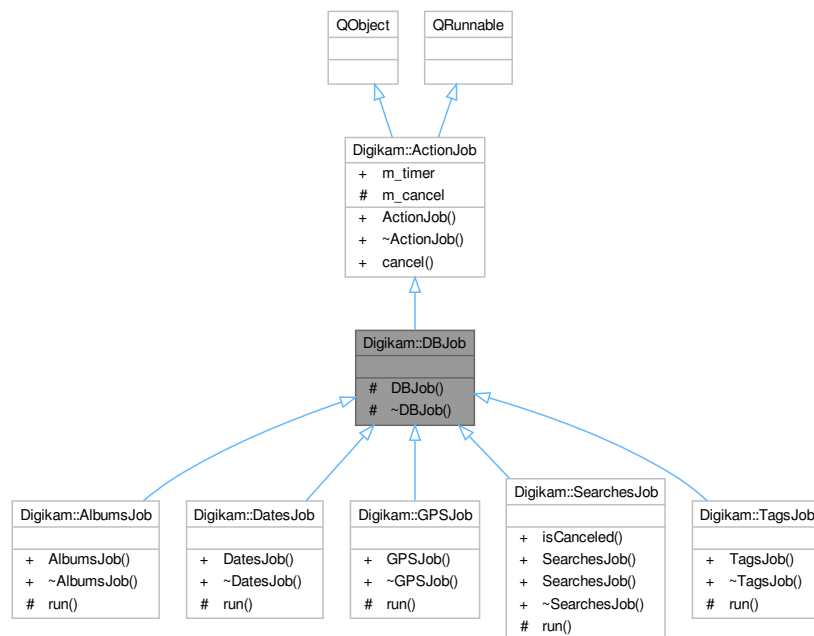 QObject
QRunnable
Digikam::ActionJob
+ m_timer
# m_cancel
+ ActionJob()
+ ~ActionJob()
+ cancel()
Digikam::DBJob
# DBJob()
# ~DBJob()
Digikam::AlbumsJob
+ AlbumsJob()
+ ~AlbumsJob()
# run()
Digikam::DatesJob
+ DatesJob()
+ ~DatesJob()
# run()
Digikam::GPSJob
+ GPSJob()
+ ~GPSJob()
# run()
Digikam::SearchesJob
+ isCanceled()
+ SearchesJob()
+ SearchesJob()
+ ~SearchesJob()
# run()
Digikam::TagsJob
+ TagsJob()
+ ~TagsJob()
# run()